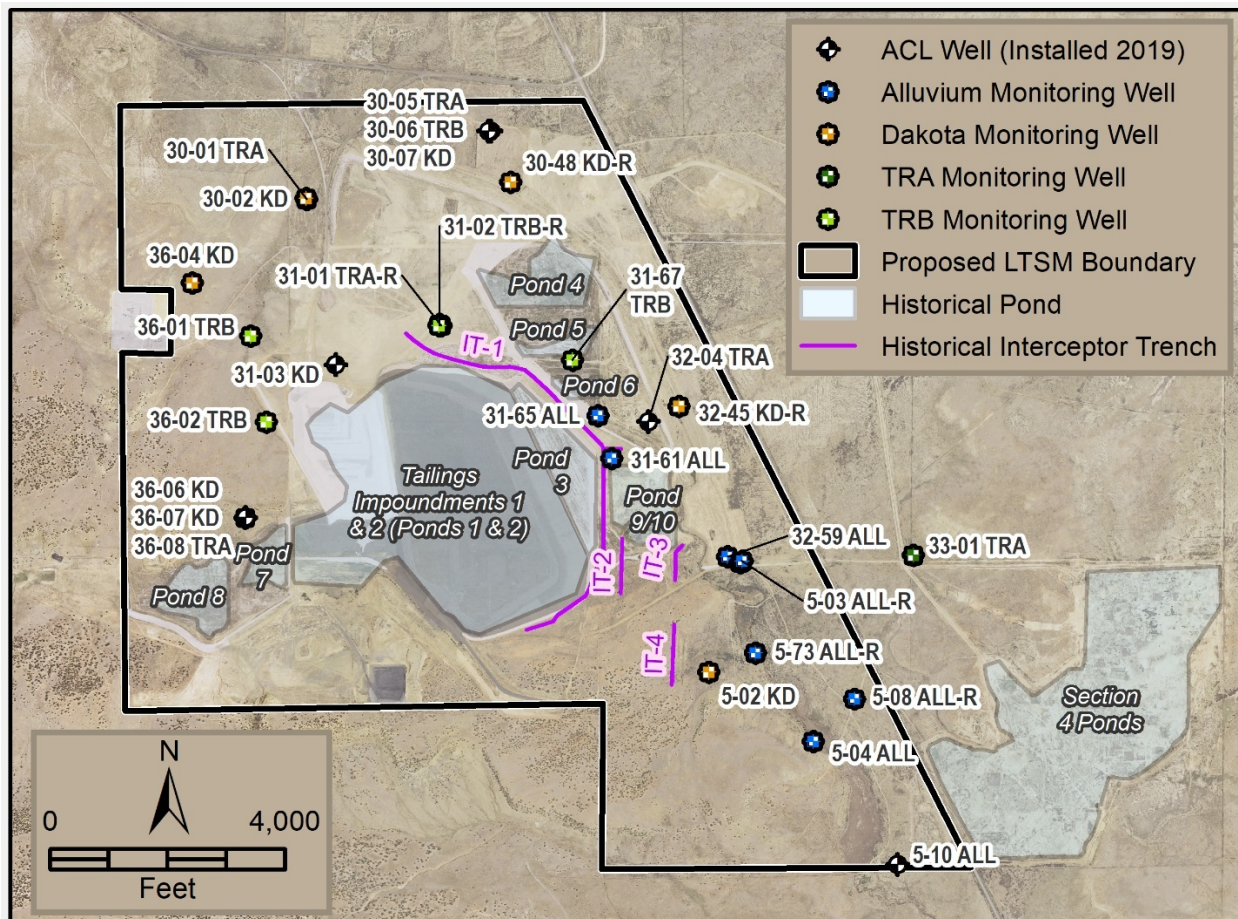 ACL Well (Installed 2019)
Alluvium Monitoring Well
Dakota Monitoring Well
TRA Monitoring Well
TRB Monitoring Well
Proposed LTSM Boundary
Historical Pond
Historical Interceptor Trench
30-05 TRA
30-06 TRB
30-07 KD
30-48 KD-R
30-01 TRA
30-02 KD
31-02 TRB-R
31-01 TRA-R
36-04 KD
36-01 TRB
31-03 KD
36-02 TRB
Pond 4
Pond 5
31-67
TRB
IT-1
Pond 6
32-04 TRA
32-45 KD-R
31-65 ALL
31-61 ALL
Pond
3
Pond
9/10
Tailings
Impoundments 1
& 2 (Ponds 1 & 2)
36-06 KD
36-07 KD
36-08 TRA
Pond
7
Pond 8
IT-2
IT-3
IT-4
32-59 ALL
33-01 TRA
5-03 ALL-R
5-73 ALL-R
5-02 KD
5-08 ALL-R
5-04 ALL
Section
4 Ponds
5-10 ALL
N
0
4,000
Feet